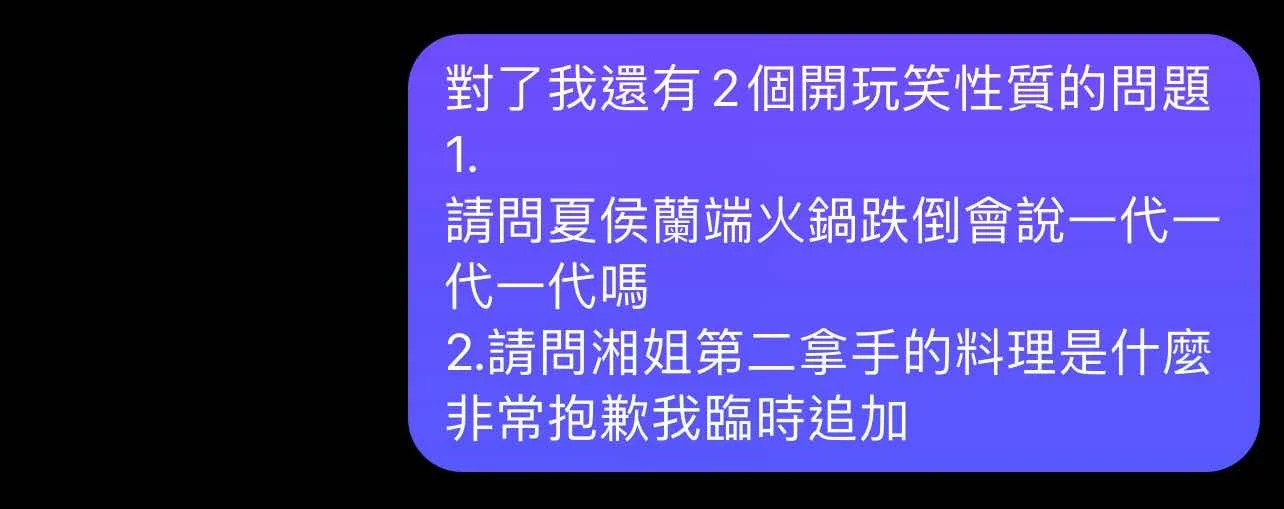 對了我還有2個開玩笑性質的問題
1.
請問夏侯蘭端火鍋跌倒會說一代一
代一代嗎
2.請問湘姐第二拿手的料理是什麼
非常抱歉我臨時追加